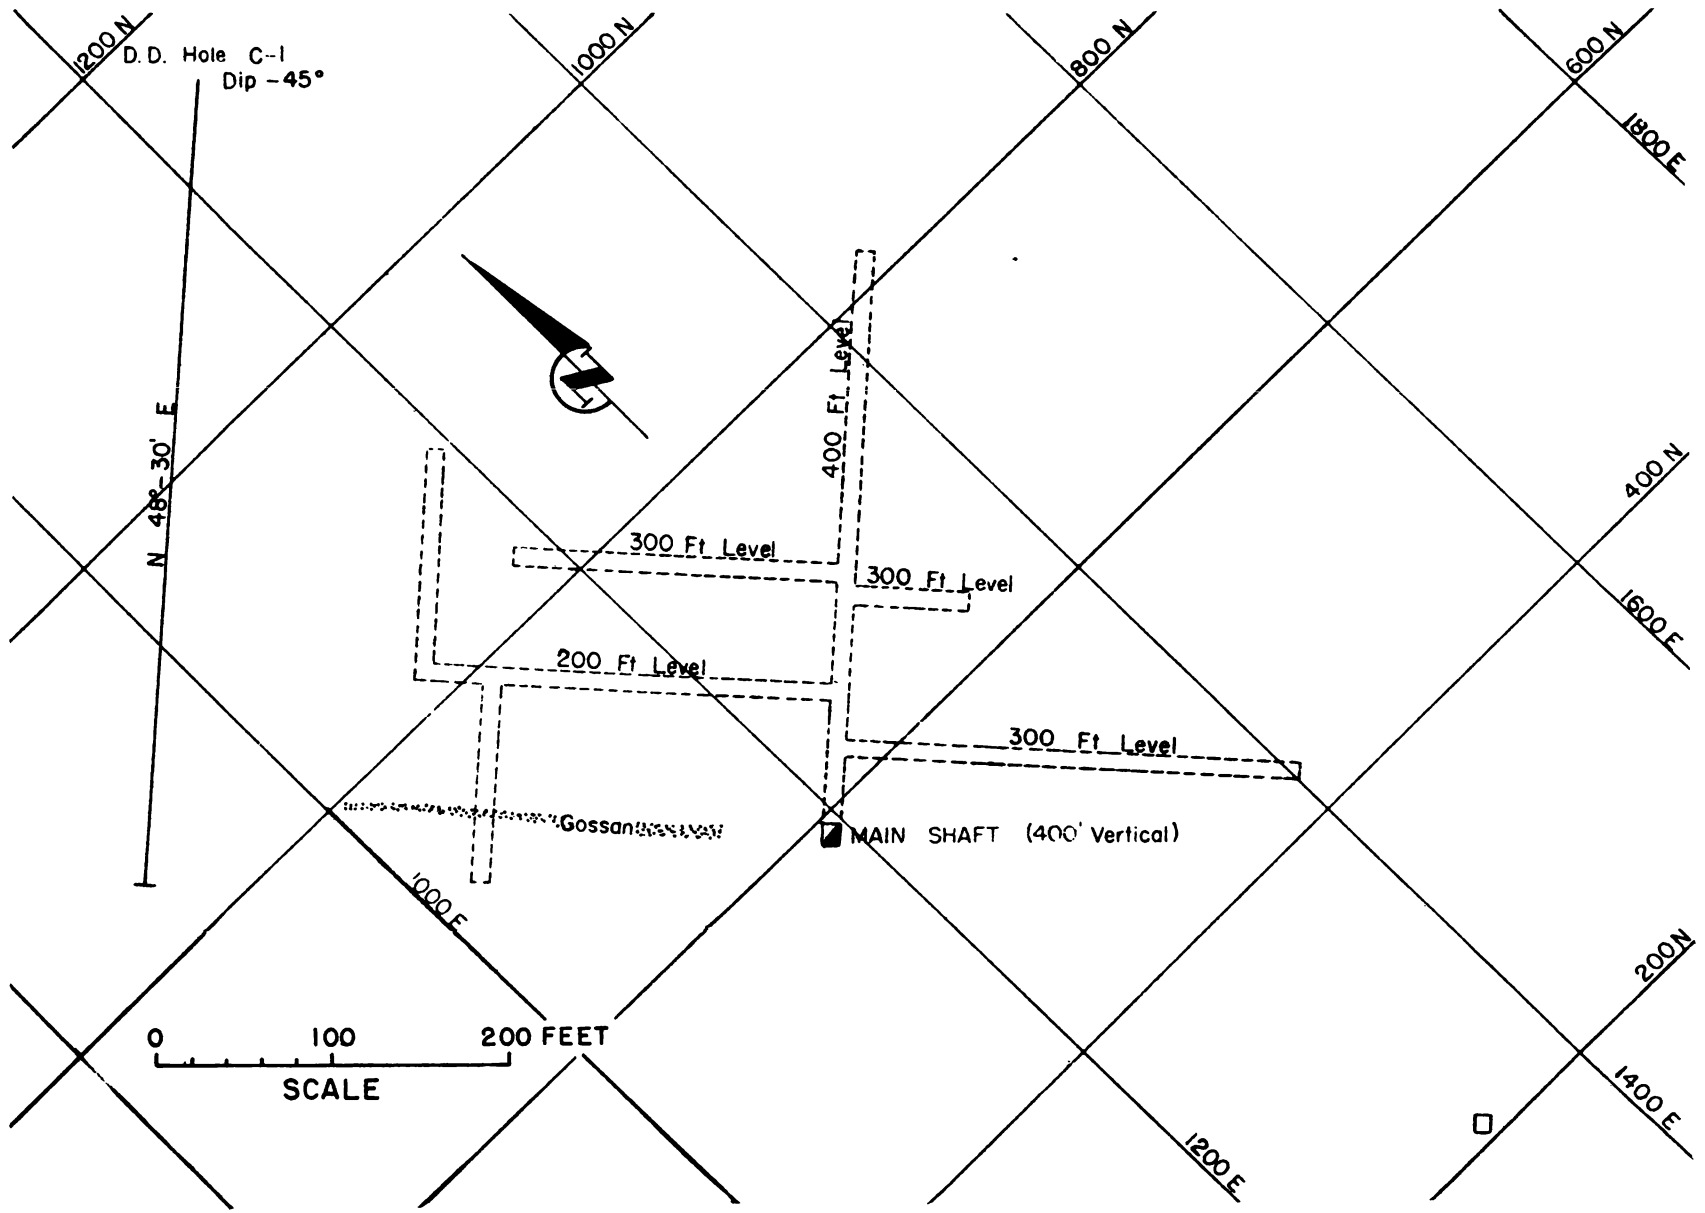 1200 N
1000 N
800 N
600 N
D.D. Hole C-1
Dip -45°
1800 E
N 48°-30' E
400 Ft Level
400 N
300 Ft Level
300 Ft Level
1600 E
200 Ft Level
300 Ft Level
Gossan
MAIN SHAFT (400' Vertical)
1000 E
200 N
0 100 200 FEET
SCALE
1400 E
1200 E
N